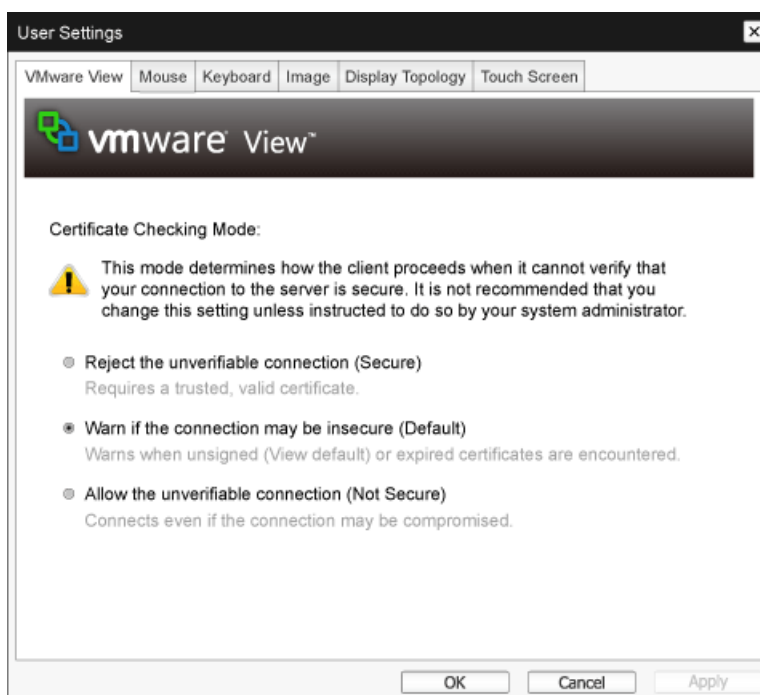 User Settings
VMware View Mouse Keyboard Image Display Topology Touch Screen
vmware View™
Certificate Checking Mode:
This mode determines how the client proceeds when it cannot verify that
your connection to the server is secure. It is not recommended that you
change this setting unless instructed to do so by your system administrator.
Reject the unverifiable connection (Secure)
Requires a trusted, valid certificate.
Warn if the connection may be insecure (Default)
Warns when unsigned (View default) or expired certificates are encountered.
Allow the unverifiable connection (Not Secure)
Connects even if the connection may be compromised.
OK Cancel Apply